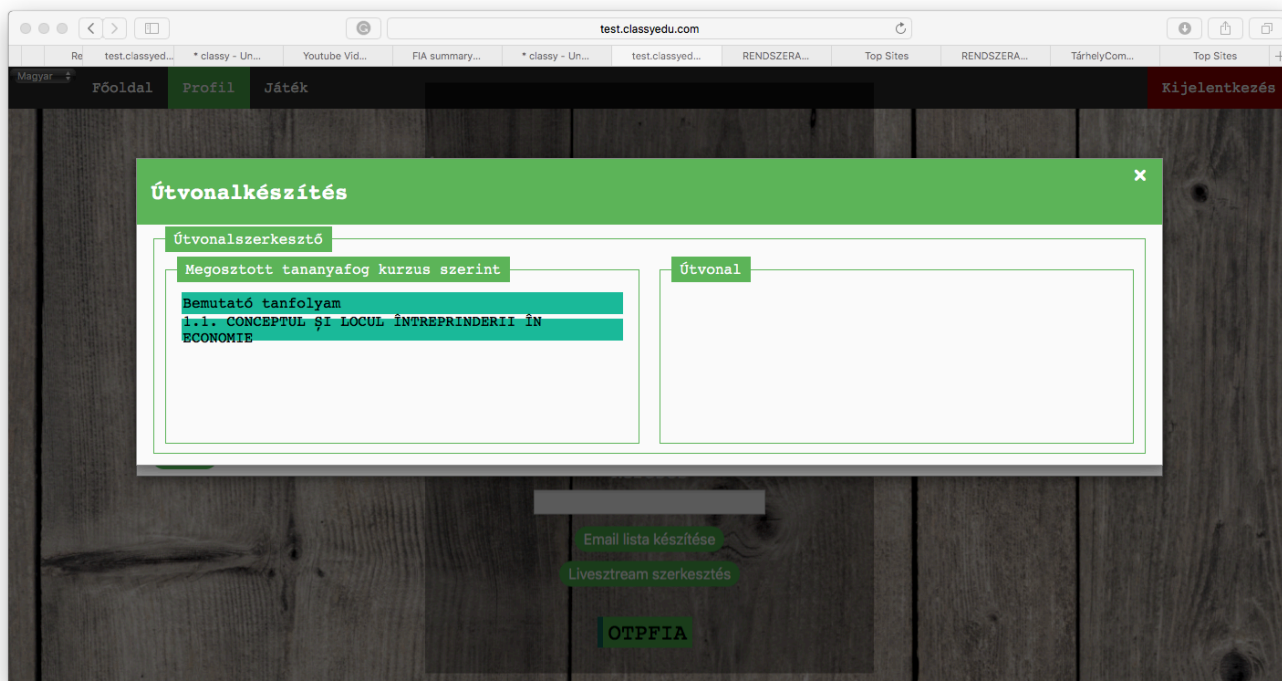 test.classyedu.com
Re
test.classyed...
* classy - Un...
Youtube Vid...
FIA summary...
* classy - Un...
test.classyed...
RENDSZERA...
Top Sites
RENDSZERA...
TárhelyCom...
Top Sites
Magyar
Főoldal
Profil
Játék
Kijelentkezés
Útvonalkészítés
Útvonalszerkesztő
Megosztott tananyafog kurzus szerint
Útvonal
Bemutató tanfolyam
1.1. CONCEPTUL ȘI LOCUL ÎNTREPRINDERII ÎN
ECONOMIE
Email lista készítése
Livesztream szerkesztés
OTPFIA